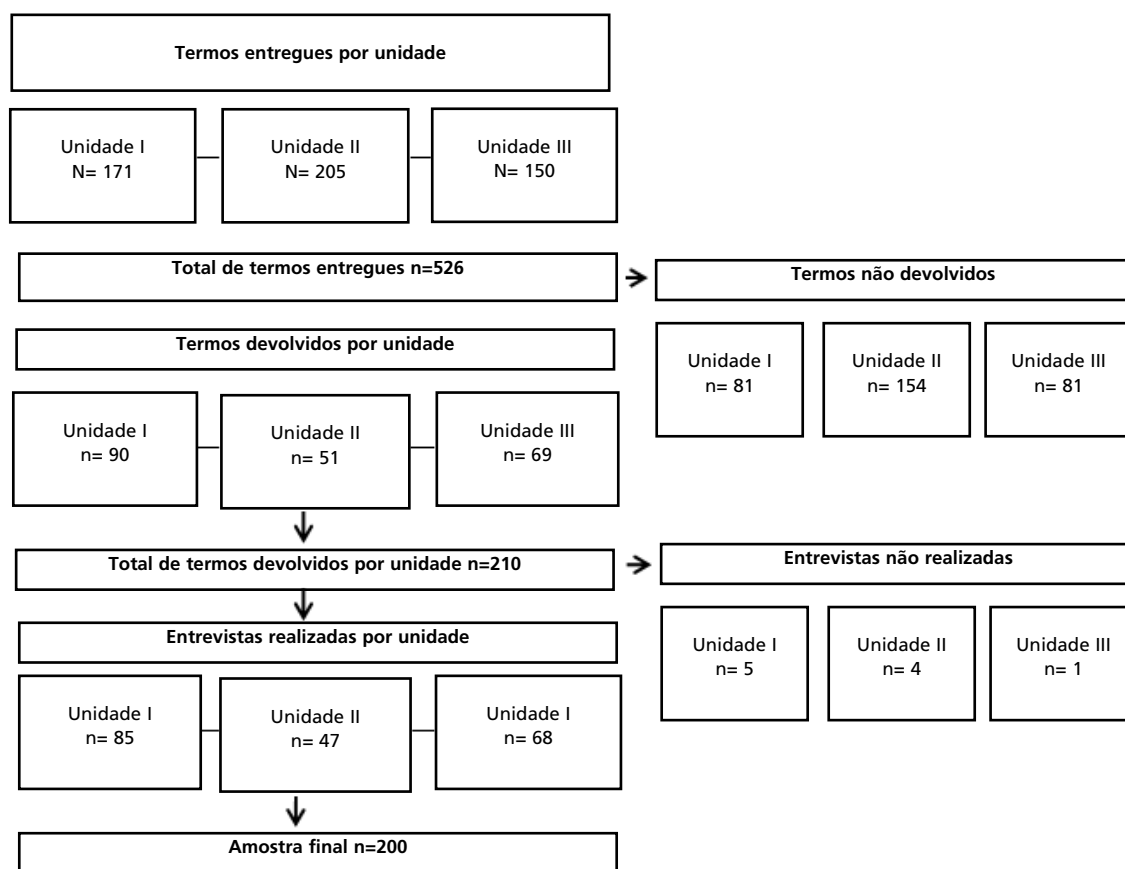 Termos entregues por unidade
Unidade I
N= 171
Unidade II
N= 205
Unidade III
N= 150
Total de termos entregues n=526
Termos não devolvidos
Unidade I
n= 81
Unidade II
n= 154
Unidade III
n= 81
Termos devolvidos por unidade
Unidade I
n= 90
Unidade II
n= 51
Unidade III
n= 69
Total de termos devolvidos por unidade n=210
Entrevistas não realizadas
Unidade I
n= 5
Unidade II
n= 4
Unidade III
n= 1
Entrevistas realizadas por unidade
Unidade I
n= 85
Unidade II
n= 47
Unidade I
n= 68
Amostra final n=200